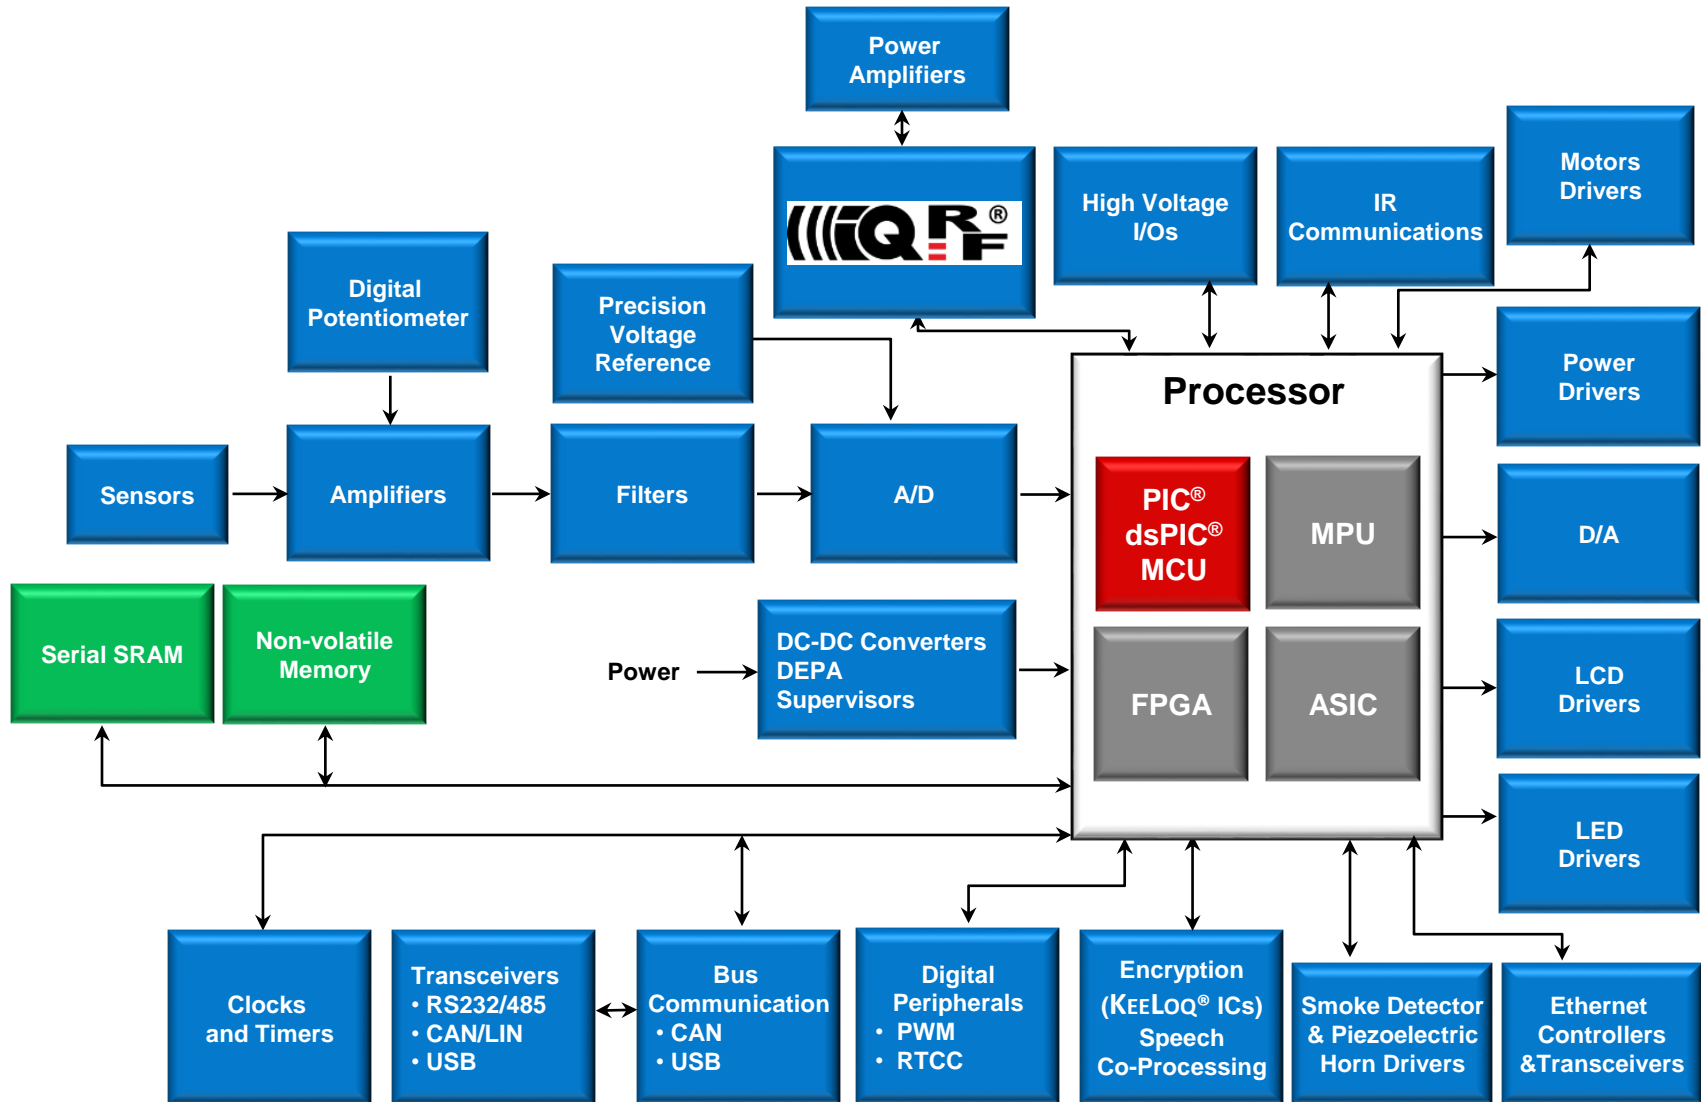 Power
Amplifiers
IQRF®
High Voltage
I/Os
IR
Communications
Motors
Drivers
Digital
Potentiometer
Precision
Voltage
Reference
Power
Drivers
Processor
Sensors
Amplifiers
Filters
A/D
PIC®
dsPIC®
MCU
MPU
D/A
Serial SRAM
Non-volatile
Memory
Power
DC-DC Converters
DEPA
Supervisors
FPGA
ASIC
LCD
Drivers
LED
Drivers
Clocks
and Timers
Transceivers
• RS232/485
• CAN/LIN
• USB
Bus
Communication
• CAN
• USB
Digital
Peripherals
• PWM
• RTCC
Encryption
(KEELOQ® ICs)
Speech
Co-Processing
Smoke Detector
& Piezoelectric
Horn Drivers
Ethernet
Controllers
&Transceivers